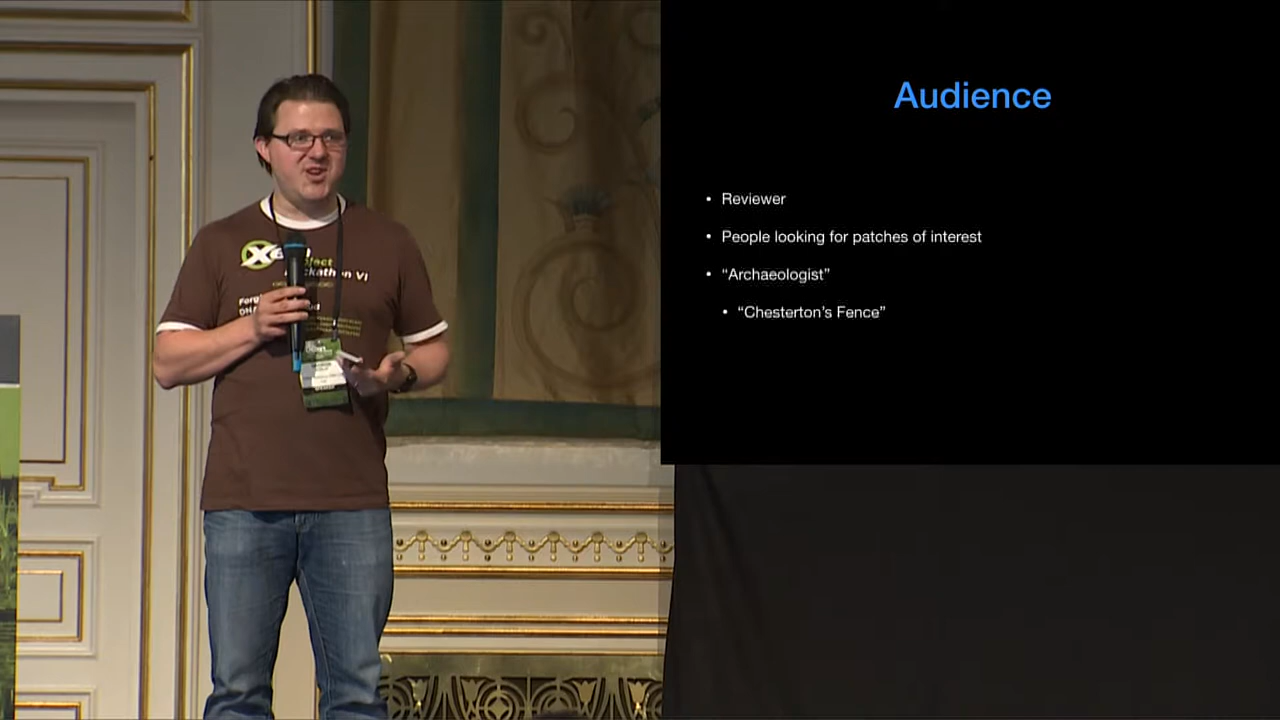 Audience
• Reviewer
• People looking for patches of interest
• “Archaeologist”
• “Chesterton’s Fence”